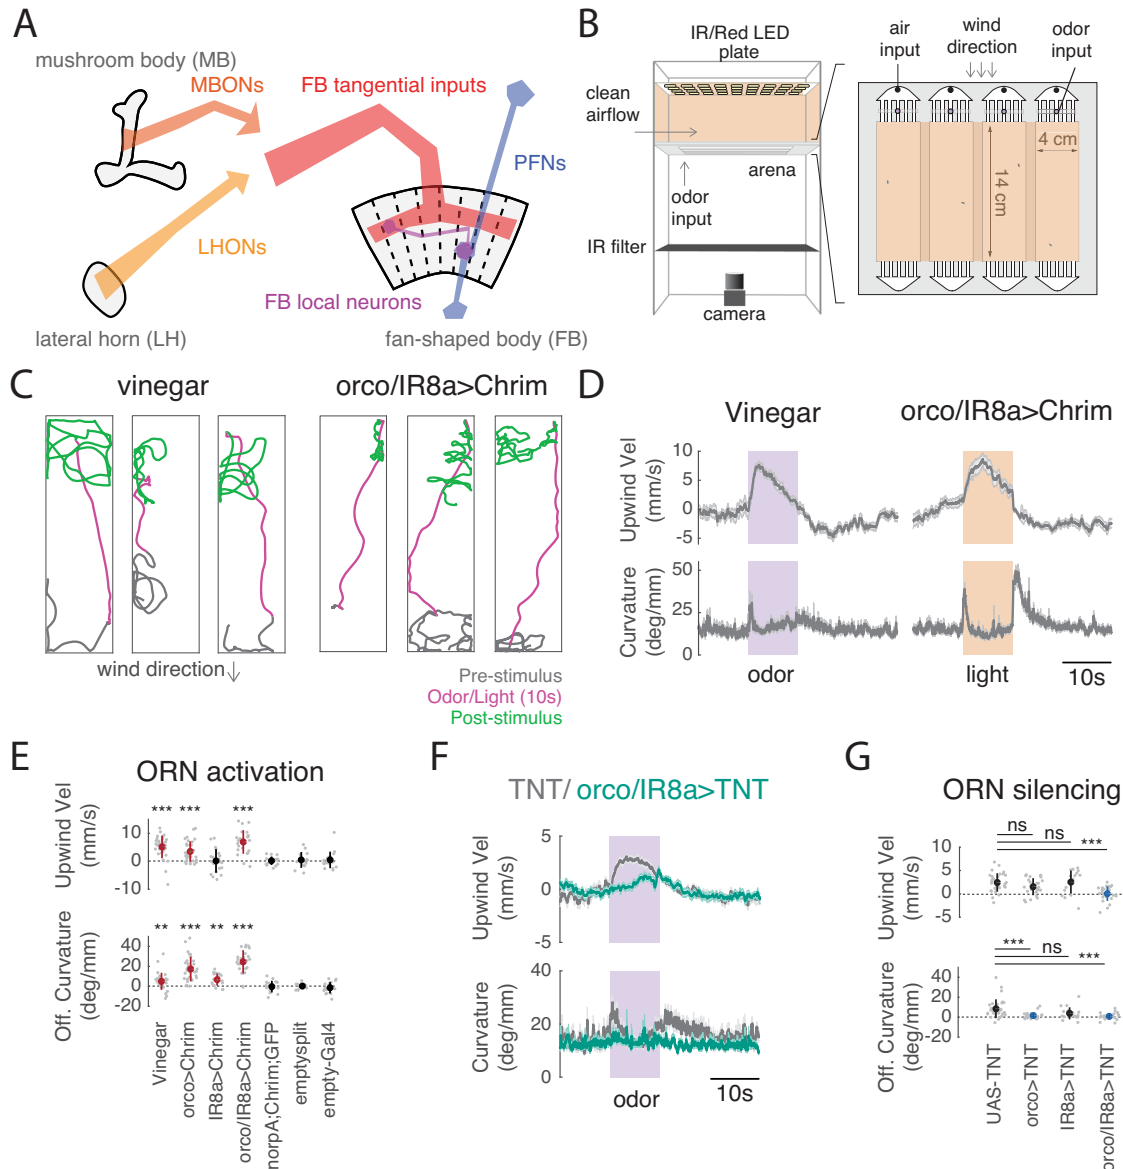 A
mushroom body (MB)
MBONs
FB tangential inputs
PFNs
LHONs
FB local neurons
lateral horn (LH)
fan-shaped body (FB)
B
IR/Red LED
plate
clean
airflow
arena
odor
input
IR filter
camera
air
input
wind
direction
odor
input
4 cm
14 cm
C
vinegar
orco/IR8a>Chrim
wind direction
Pre-stimulus
Odor/Light (10s)
Post-stimulus
D
Vinegar
orco/IR8a>Chrim
Upwind Vel
(mm/s)
10
5
0
-5
Curvature
(deg/mm)
50
25
0
odor
light
10s
E
ORN activation
*** *** ***
Upwind Vel
(mm/s)
10
0
-10
** *** ** ***
Off. Curvature
(deg/mm)
40
20
0
-20
Vinegar
orco>Chrim
IR8a>Chrim
orco/IR8a>Chrim
norpA;Chrim;GFP
emptysplit
empty-Gal4
F
TNT/orco/IR8a>TNT
Upwind Vel
(mm/s)
5
0
-5
Curvature
(deg/mm)
40
20
0
odor
10s
G
ORN silencing
ns
ns
***
Upwind Vel
(mm/s)
10
5
0
-5
***
ns
***
Off. Curvature
(deg/mm)
40
20
0
-20
UAS-TNT
orco>TNT
IR8a>TNT
orco/IR8a>TNT